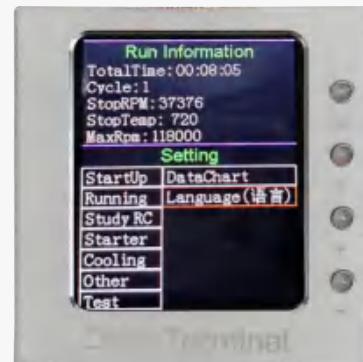 Run Information
TotalTime:00:08:05
Cycle:1
StopRPM:37376
StopTemp: 720
MaxRpm:118000
Setting
StartUp DataChart
Running Language(语言)
Study RC
Starter
Cooling
Other
Test
Terminal